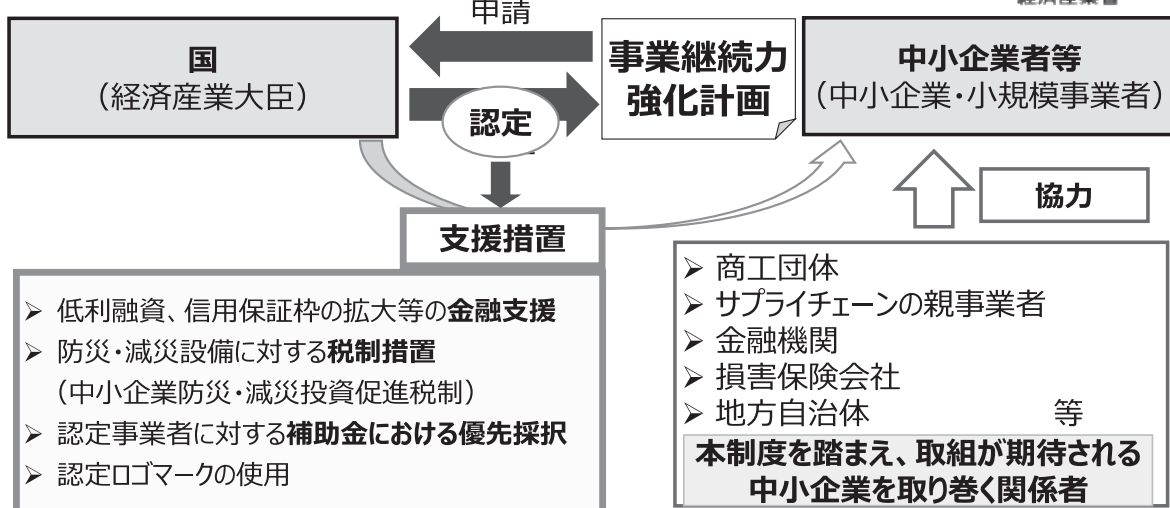 申請
国
（経済産業大臣）
認定
事業継続力
強化計画
中小企業者等
（中小企業・小規模事業者）
協力
支援措置
➢ 低利融資、信用保証枠の拡大等の金融支援
➢ 防災・減災設備に対する税制措置
（中小企業防災・減災投資促進税制）
➢ 認定事業者に対する補助金における優先採択
➢ 認定ロゴマークの使用
➢ 商工団体
➢ サプライチェーンの親事業者
➢ 金融機関
➢ 損害保険会社
➢ 地方自治体 等
本制度を踏まえ、取組が期待される
中小企業を取り巻く関係者